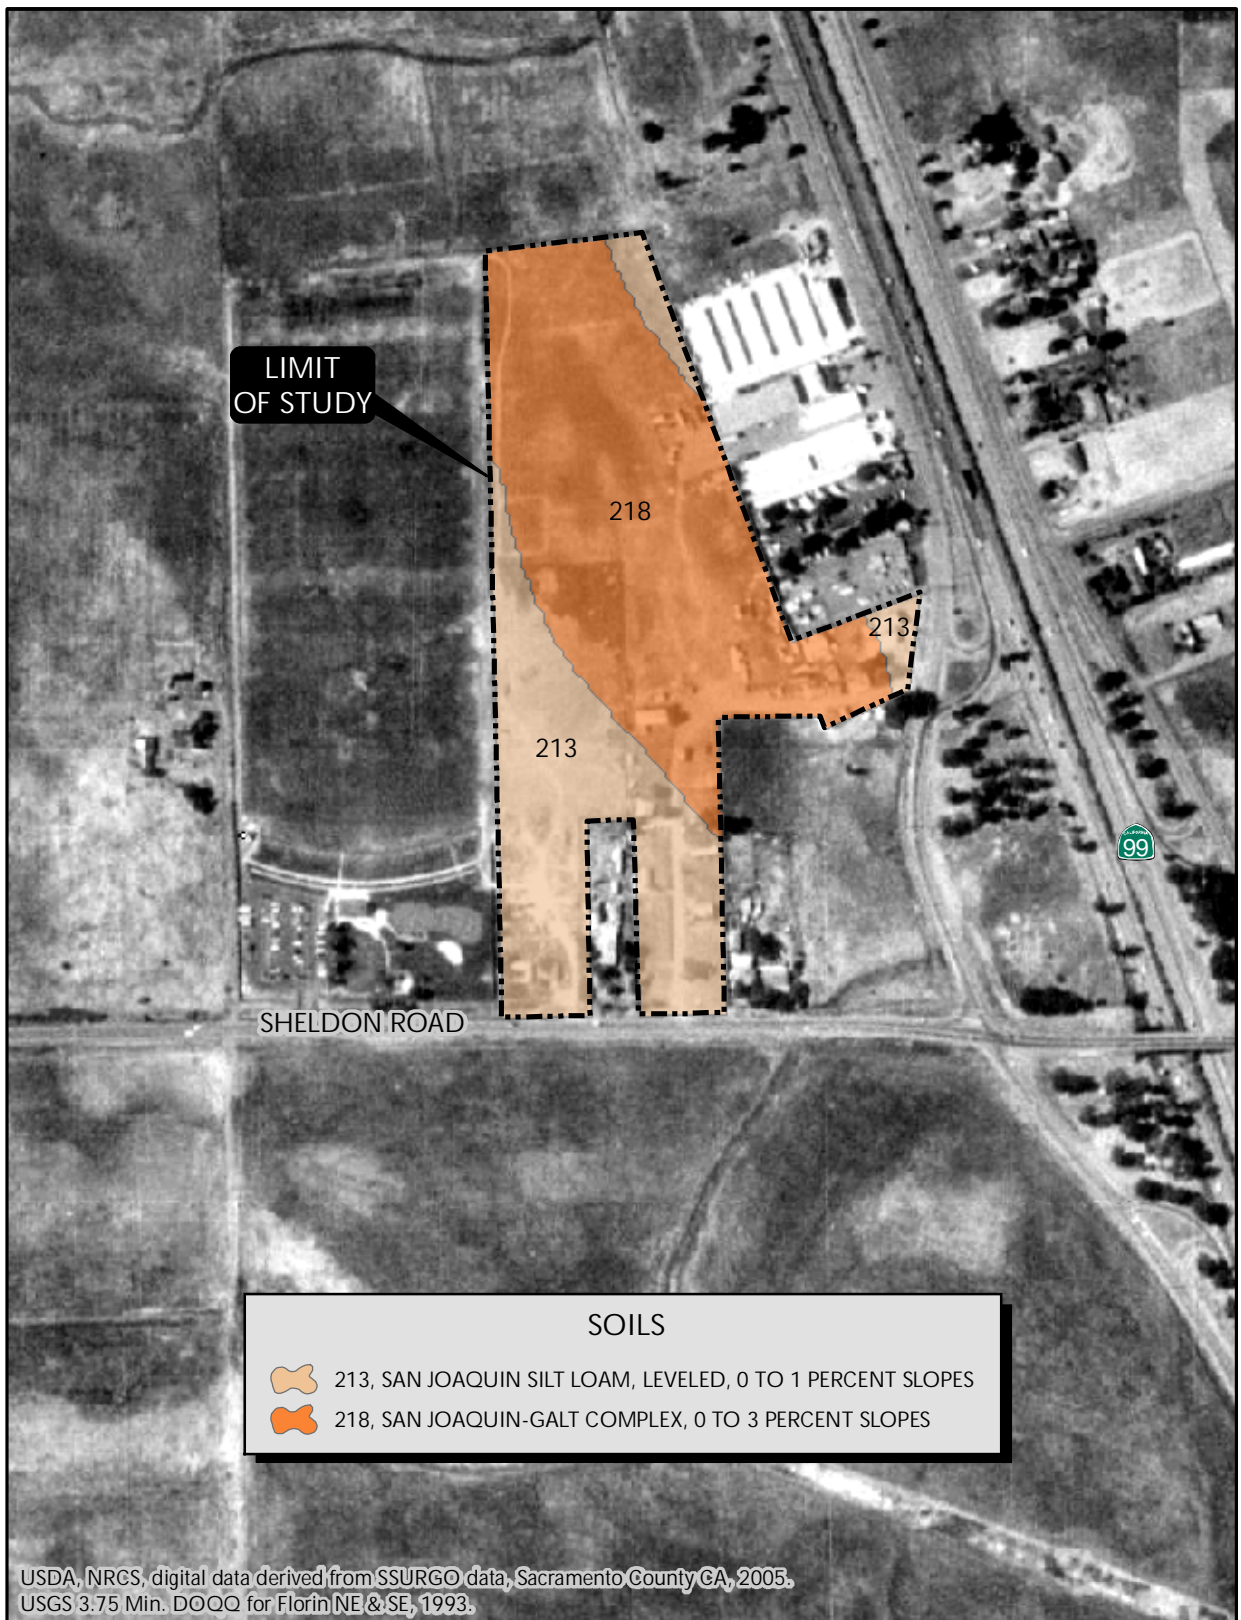 LIMIT
OF STUDY
218
213
213
CALIFORNIA
99
SHELDON ROAD
SOILS
213, SAN JOAQUIN SILT LOAM, LEVELED, 0 TO 1 PERCENT SLOPES
218, SAN JOAQUIN-GALT COMPLEX, 0 TO 3 PERCENT SLOPES
USDA, NRCS, digital data derived from SSURGO data, Sacramento County CA, 2005.
USGS 3.75 Min. DOQQ for Florin NE & SE, 1993.